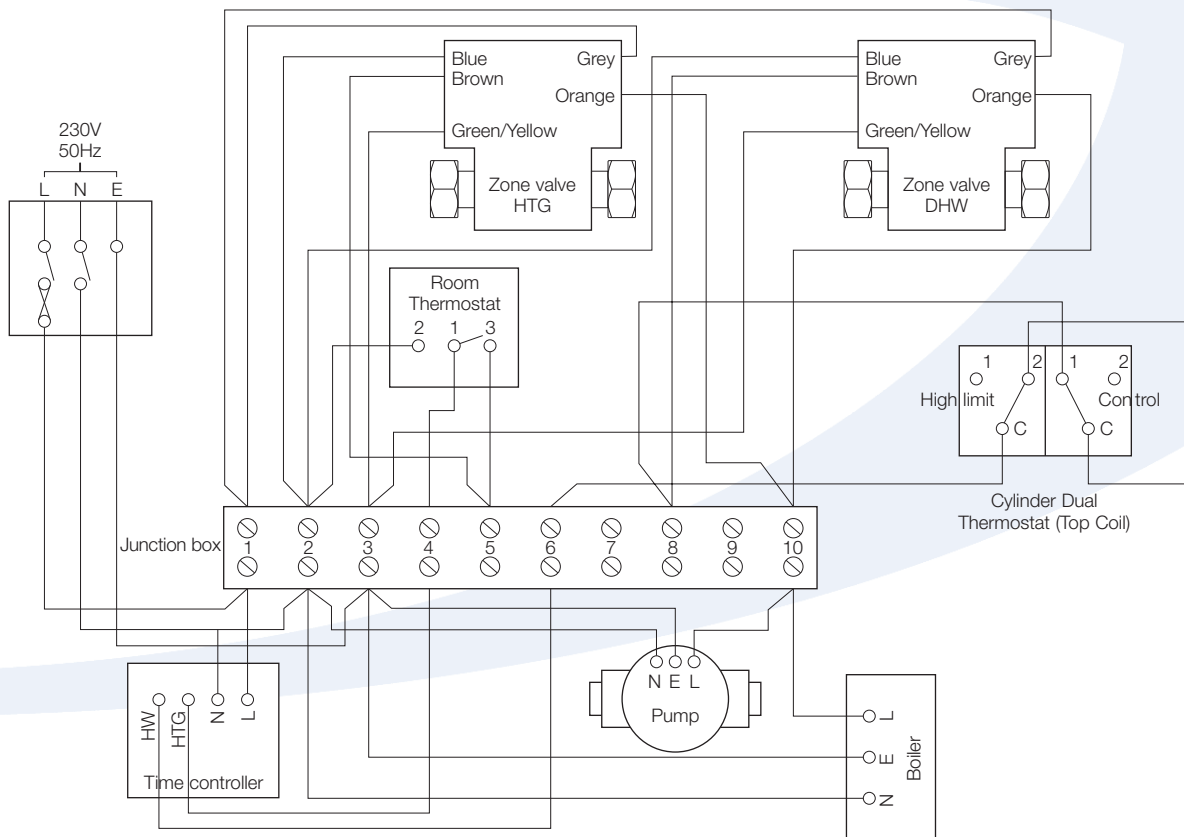 230V
50Hz
L N E
Blue
Brown
Green/Yellow
Grey
Orange
Zone valve
HTG
Blue
Brown
Green/Yellow
Grey
Orange
Zone valve
DHW
Room
Thermostat
2 1 3
1 2 1 2
High limit
Control
C C
Cylinder Dual
Thermostat (Top Coil)
Junction box
1 2 3 4 5 6 7 8 9 10
HW HTG N L
Time controller
N E L
Pump
L
E
N
Boiler